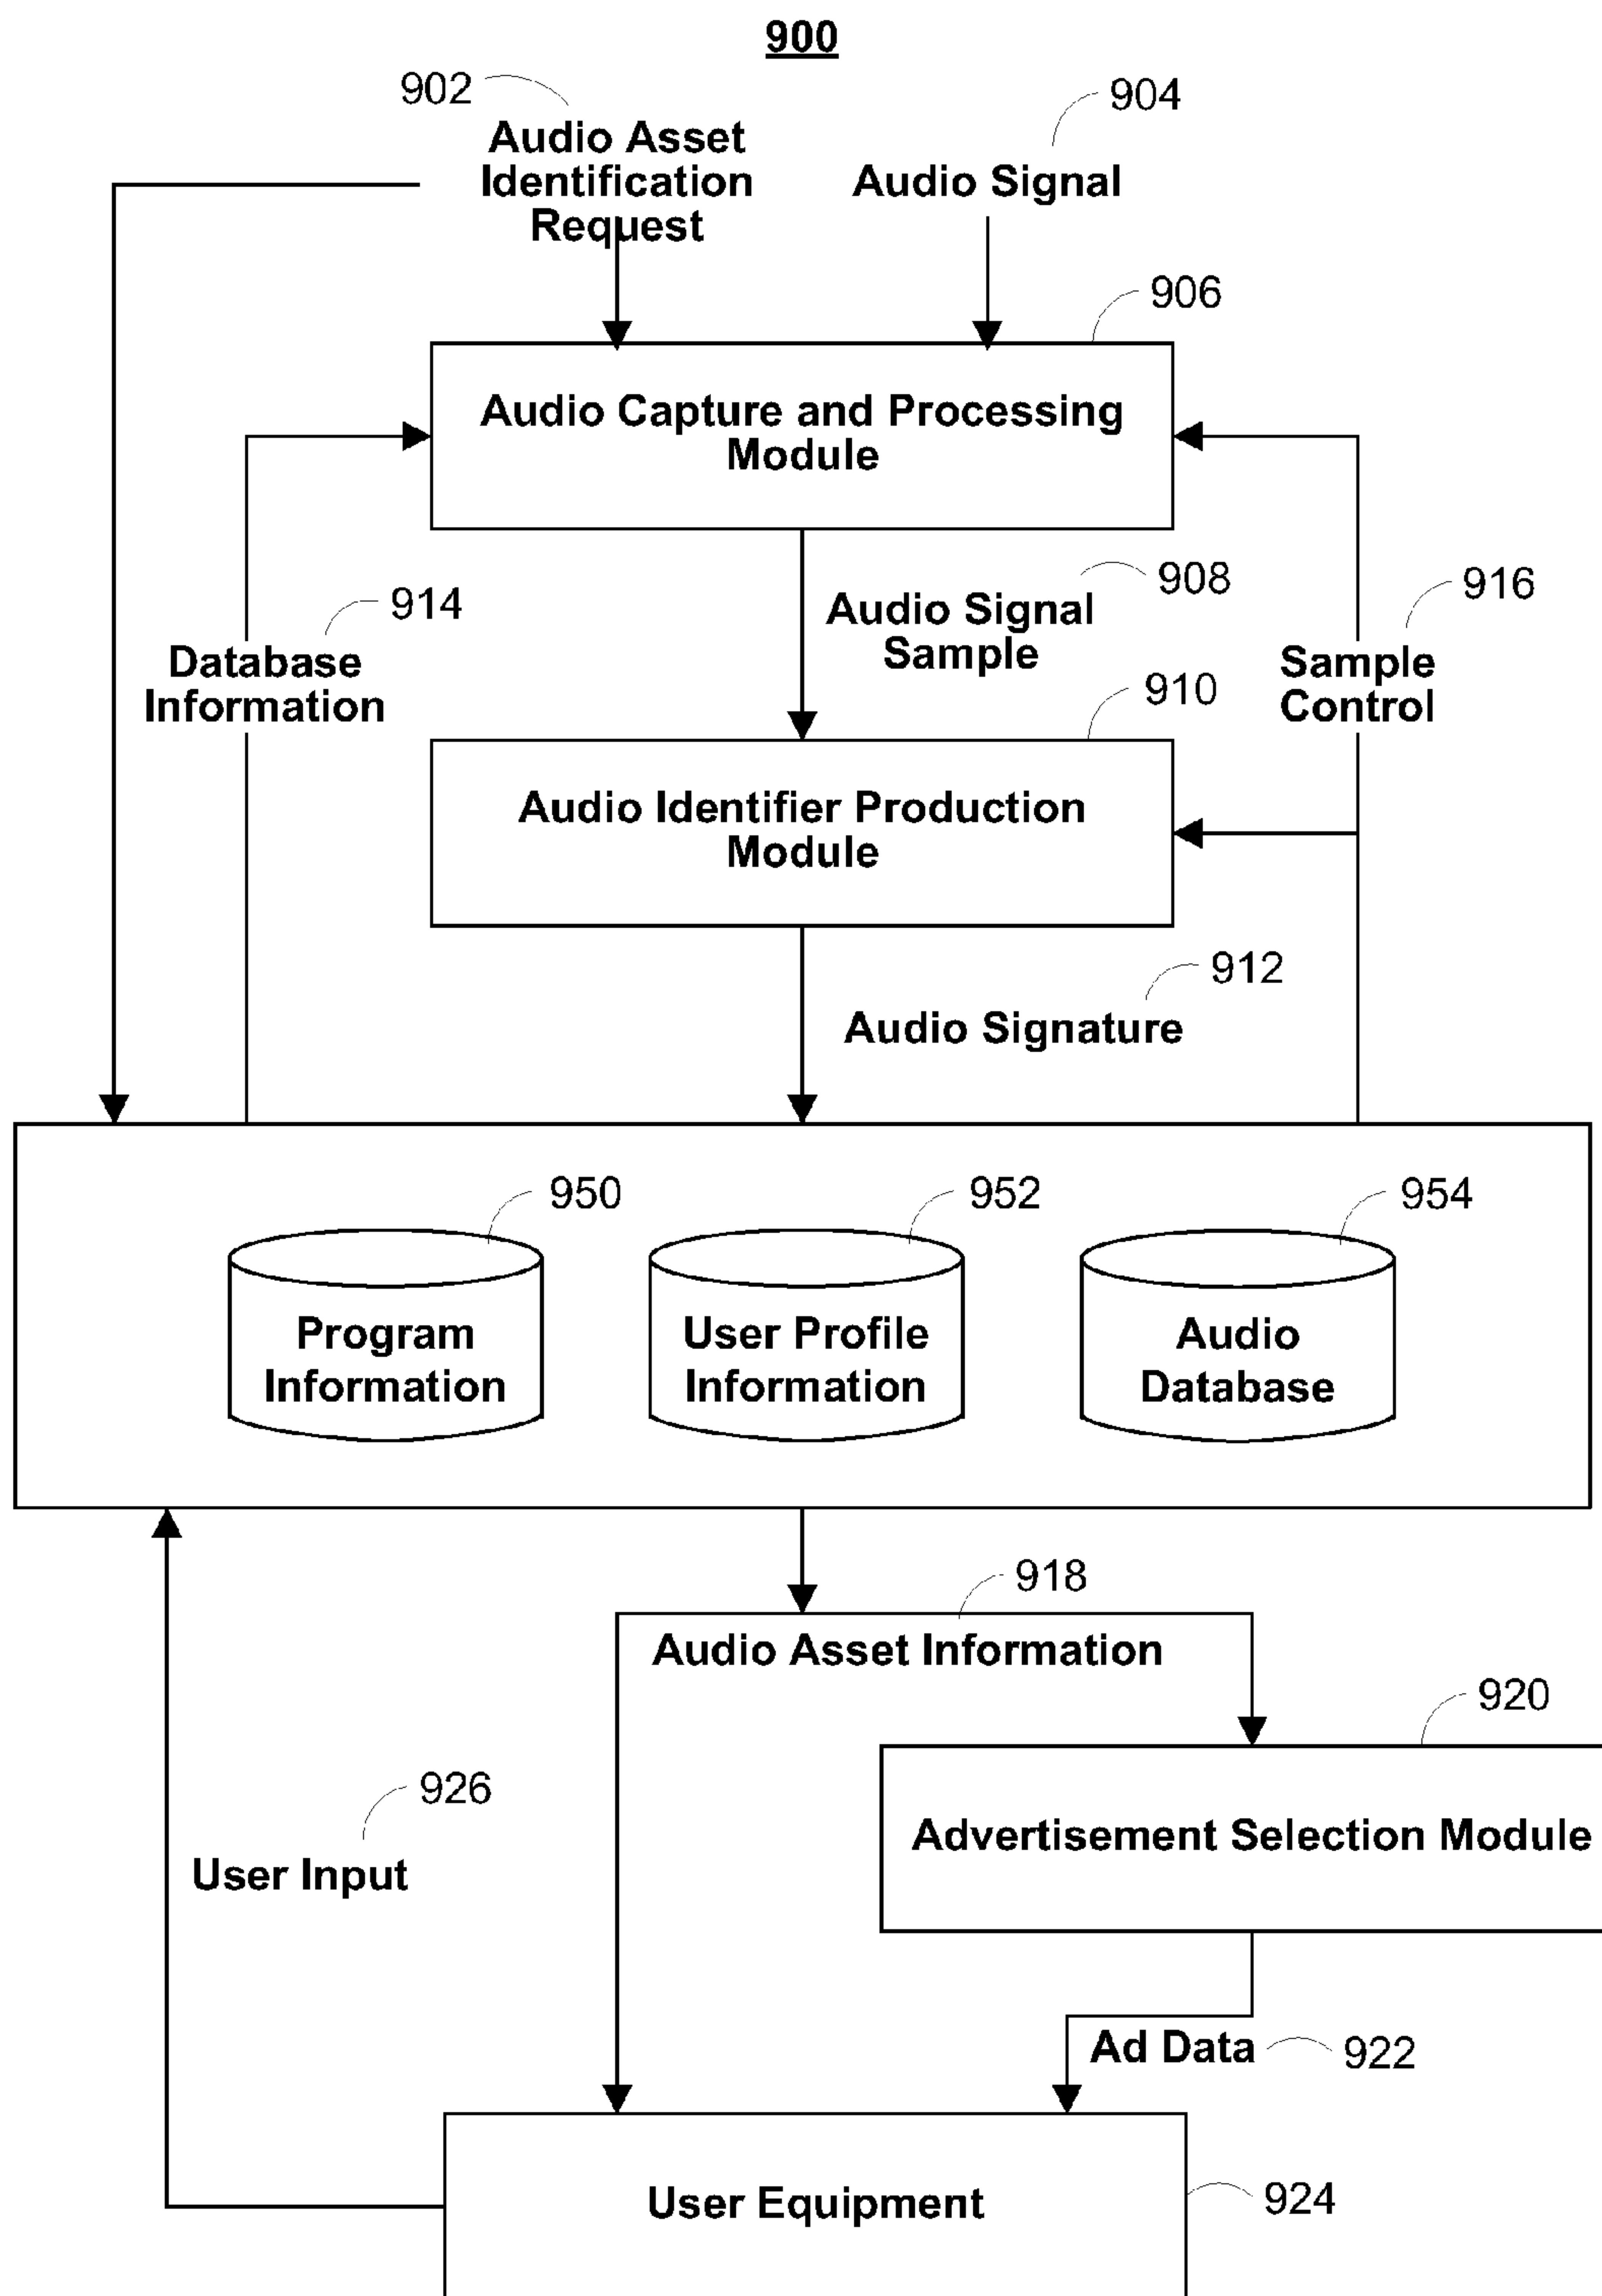 900
902
904
Audio Asset
Identification
Request
Audio Signal
906
Audio Capture and Processing
Module
908
914
916
Audio Signal
Sample
Database
Information
Sample
Control
910
Audio Identifier Production
Module
912
Audio Signature
950
952
954
Program
Information
User Profile
Information
Audio
Database
918
Audio Asset Information
920
926
Advertisement Selection Module
User Input
Ad Data
922
User Equipment
924